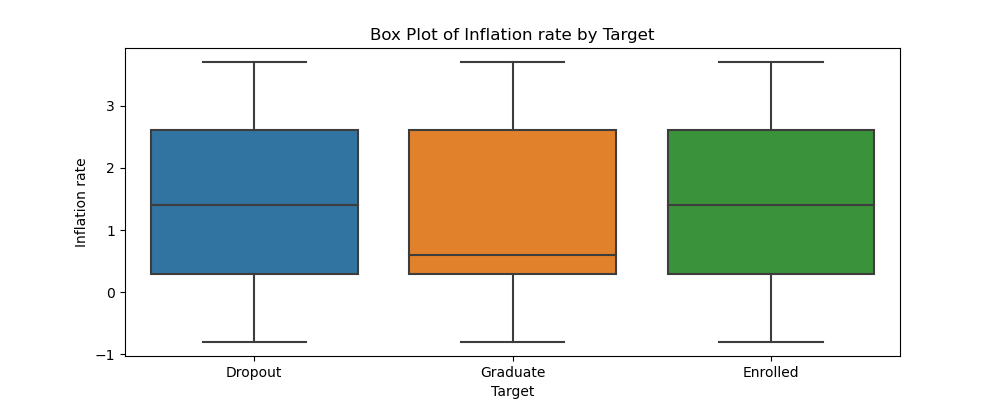 Box Plot of Inflation rate by Target
3
2
1
0
−1
Inflation rate
Dropout Graduate Enrolled
Target